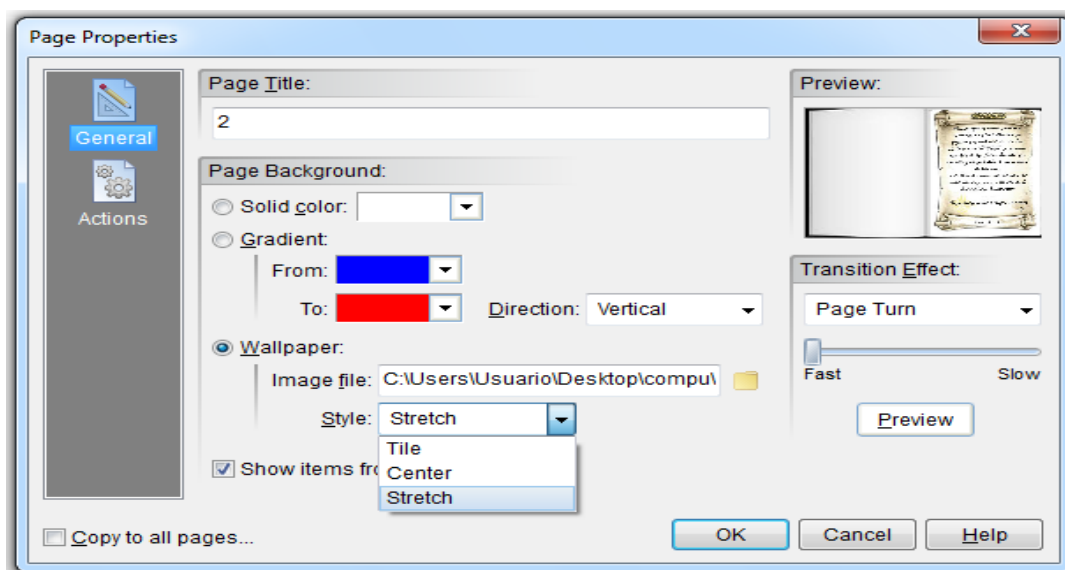 Page Properties
General
Actions
Page Title:
2
Page Background:
Solid color:
Gradient:
From:
To:
Direction: Vertical
Wallpaper:
Image file: C:\Users\Usuario\Desktop\compu\
Style: Stretch
Tile
Center
Stretch
Show items
Copy to all pages...
Preview:
Transition Effect:
Page Turn
Fast Slow
Preview
OK Cancel Help